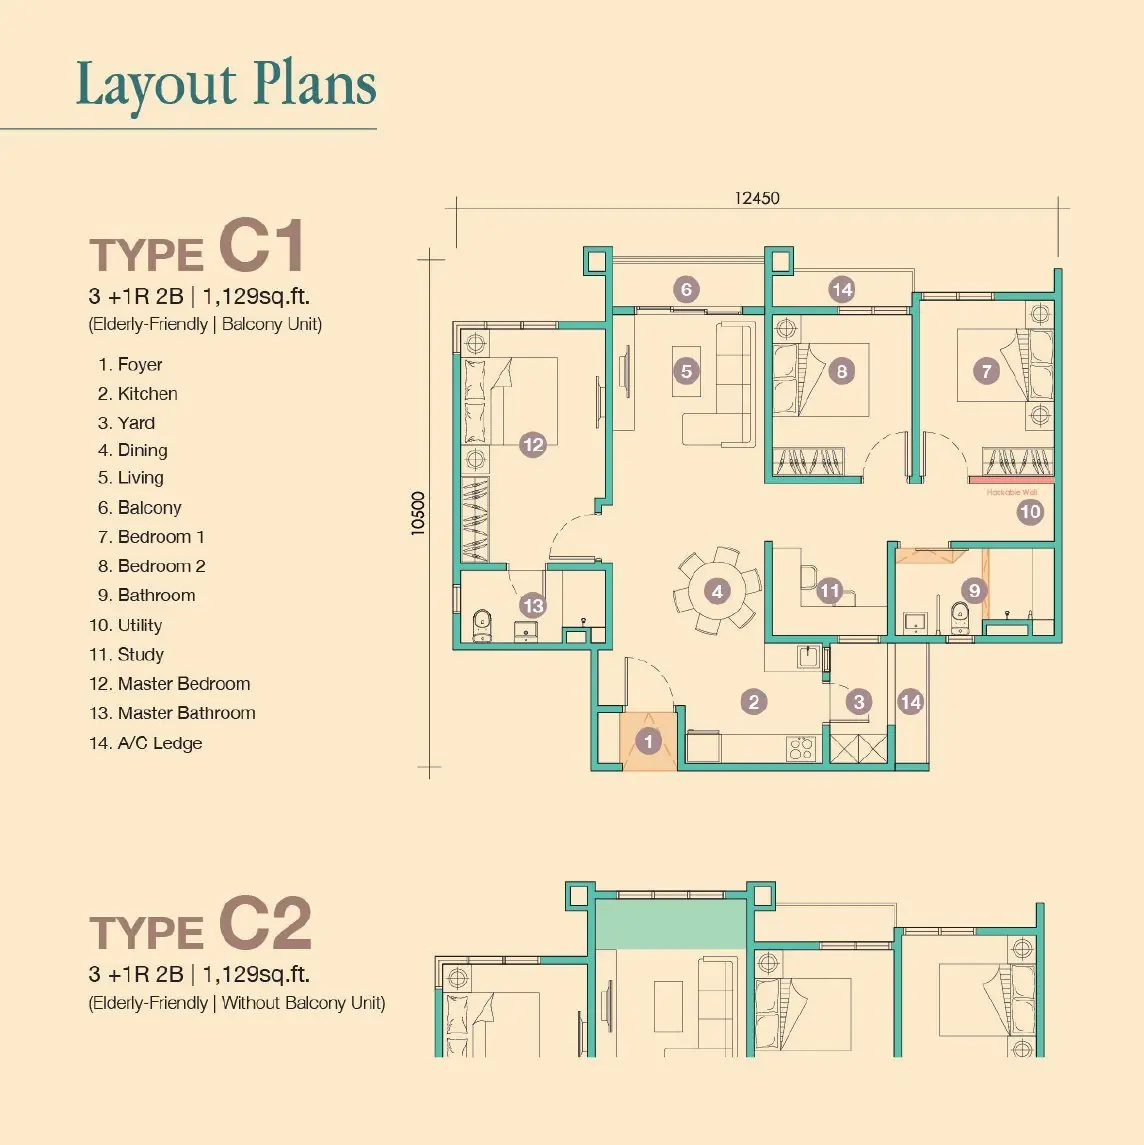 Layout Plans
TYPE C1
3 +1R 2B | 1,129sq.ft.
(Elderly-Friendly | Balcony Unit)
1. Foyer
2. Kitchen
3. Yard
4. Dining
5. Living
6. Balcony
7. Bedroom 1
8. Bedroom 2
9. Bathroom
10. Utility
11. Study
12. Master Bedroom
13. Master Bathroom
14. A/C Ledge
12450
10500
6
14
5
8
7
12
Hackable Wall
10
4
11
9
13
2
3
14
1
TYPE C2
3 +1R 2B | 1,129sq.ft.
(Elderly-Friendly | Without Balcony Unit)